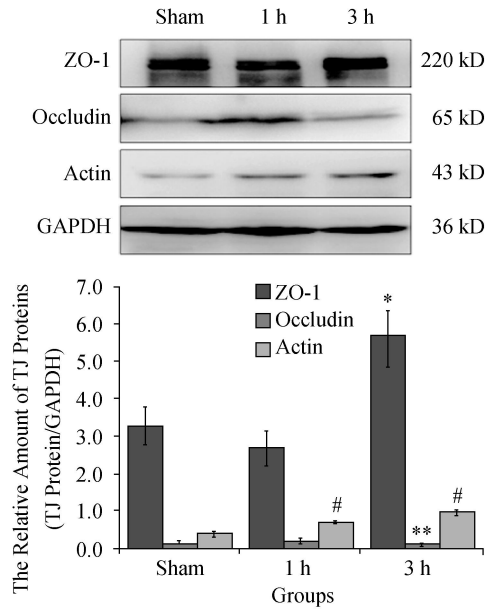 Sham 1 h 3 h
ZO-1 220 kD
Occludin 65 kD
Actin 43 kD
GAPDH 36 kD
The Relative Amount of TJ Proteins
(TJ Protein/GAPDH)
7.0
6.0
5.0
4.0
3.0
2.0
1.0
0.0
ZO-1
Occludin
Actin
*
#
**
#
Sham 1 h 3 h
Groups